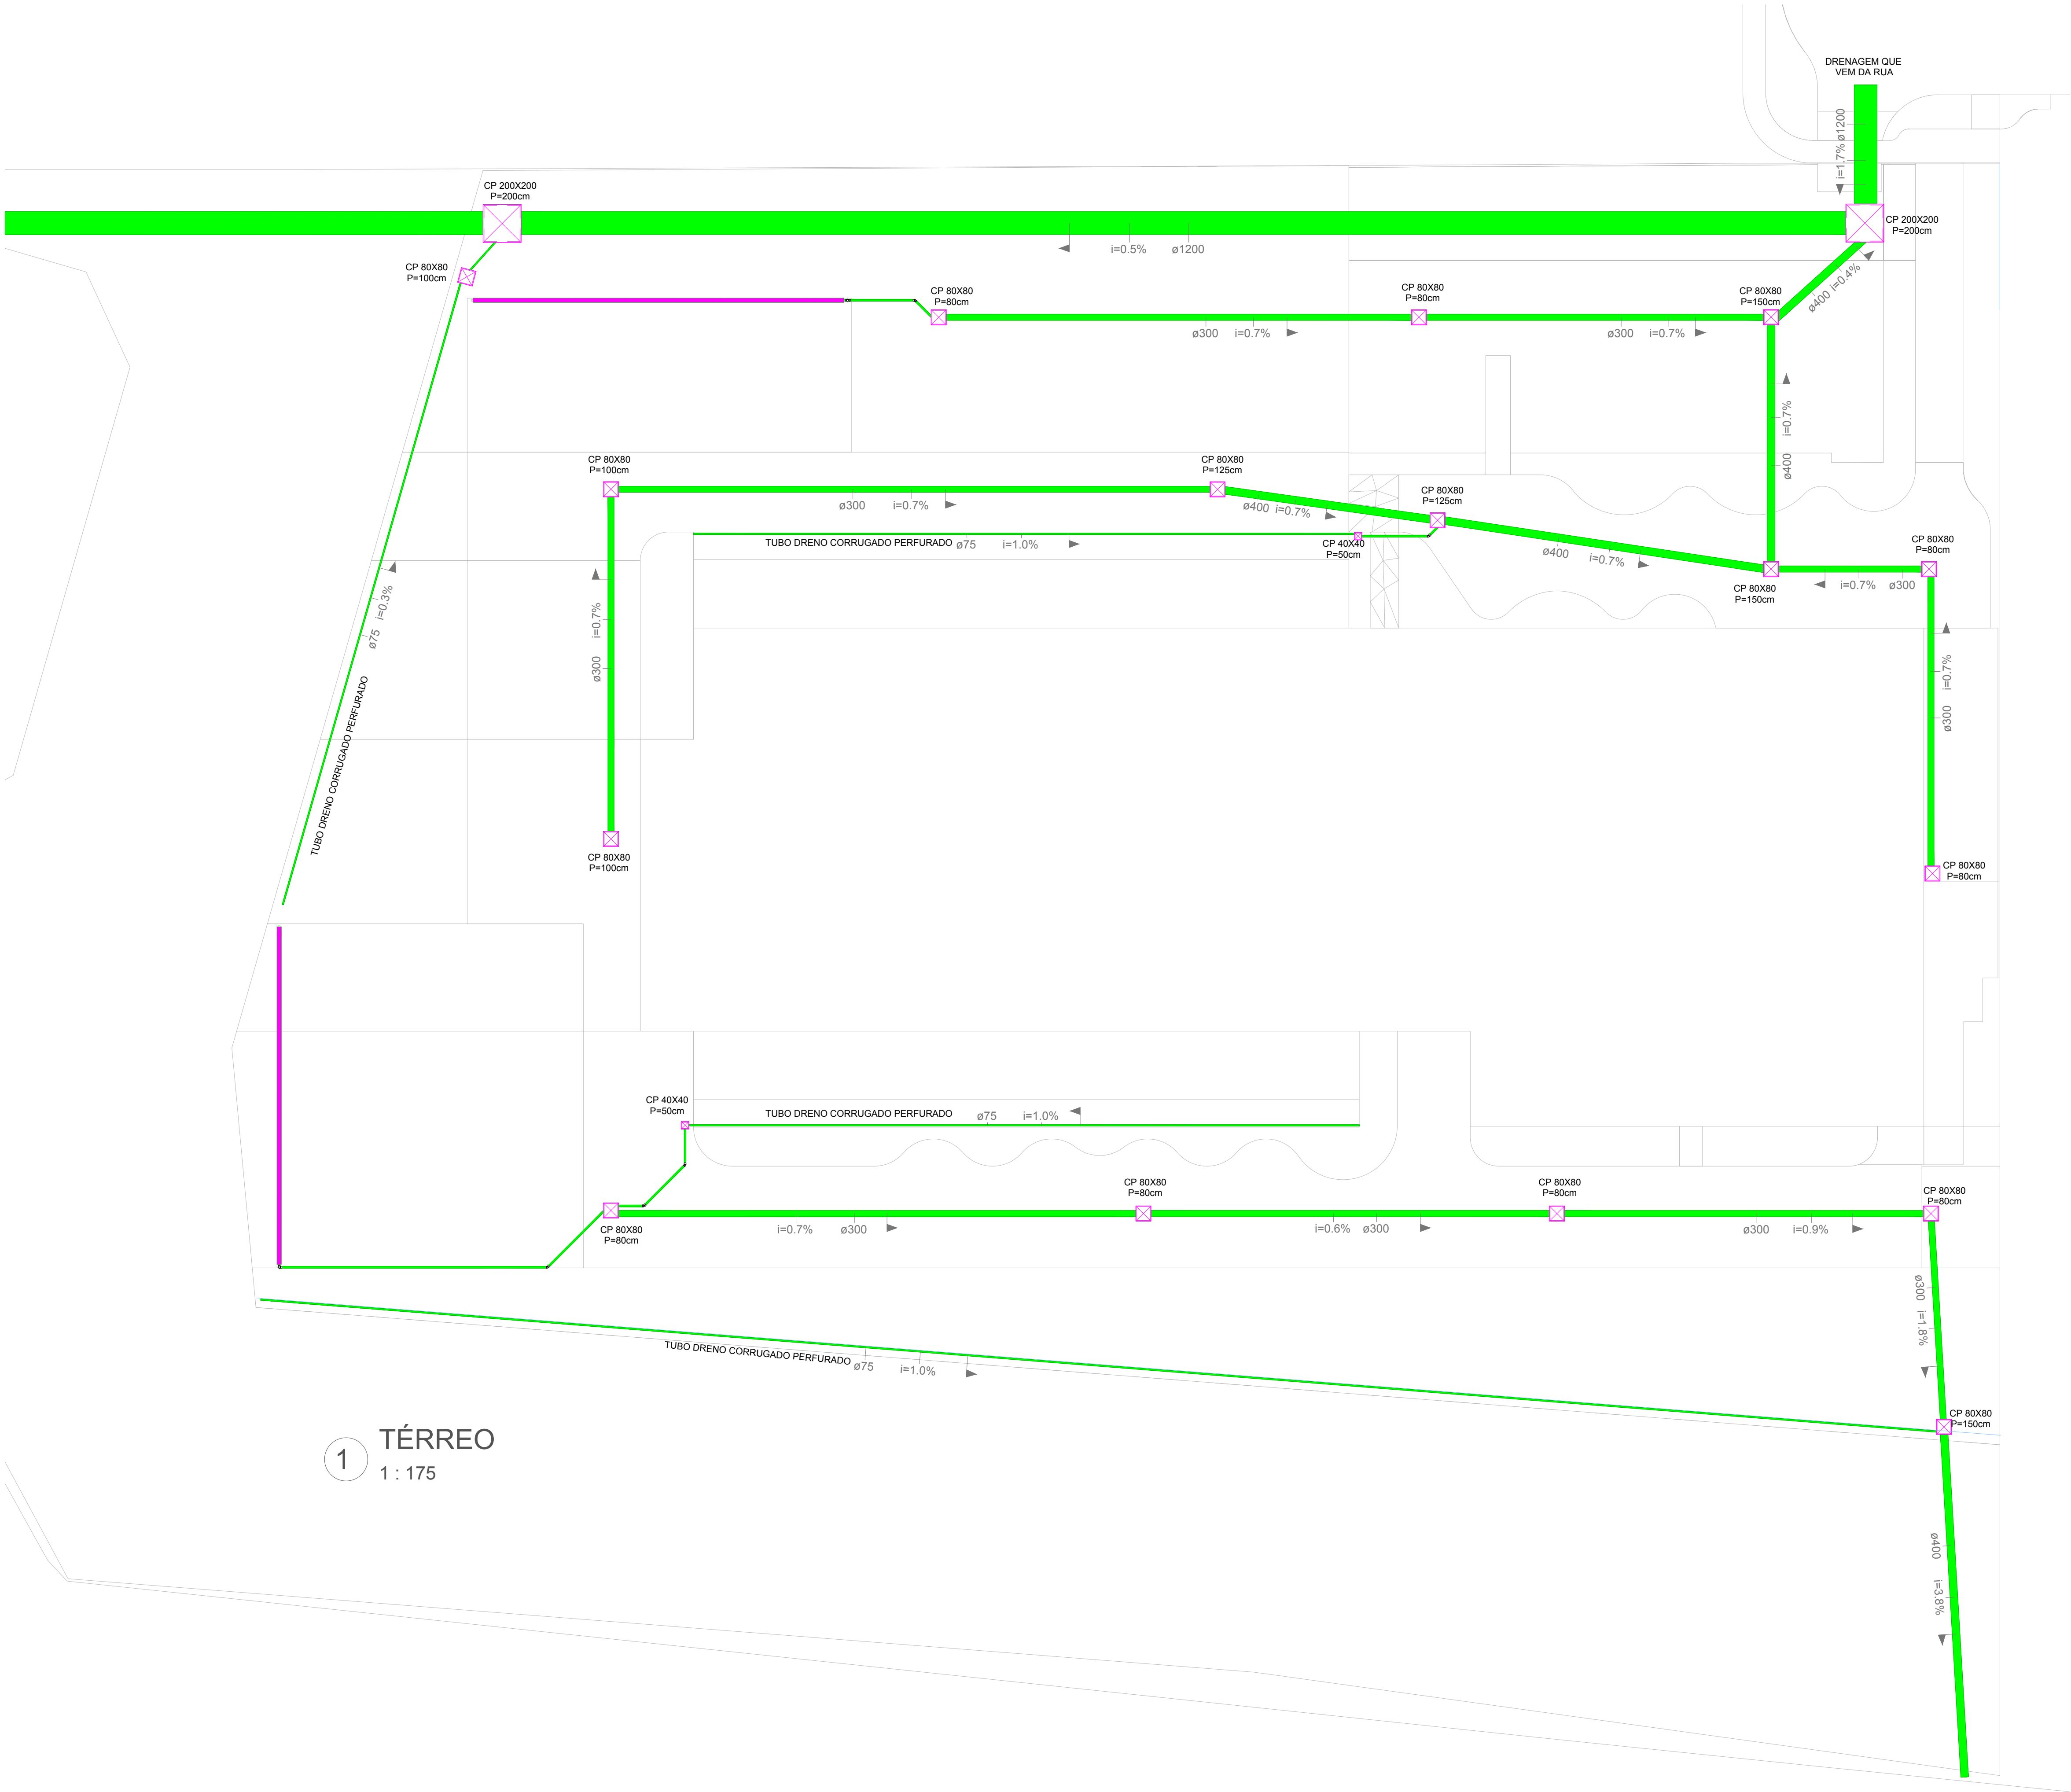 DRENAGEM QUE
VEM DA RUA
ø1200
i=1.7%
CP 200X200
P=200cm
CP 200X200
P=200cm
i=0.5%
ø1200
CP 80X80
P=100cm
ø400
i=0.4%
CP 80X80
P=80cm
CP 80X80
P=80cm
CP 80X80
P=150cm
ø300
i=0.7%
ø300
i=0.7%
i=0.7%
ø400
CP 80X80
P=100cm
CP 80X80
P=125cm
CP 80X80
P=125cm
ø300
i=0.7%
ø400
i=0.7%
TUBO DRENO CORRUGADO PERFURADO
ø75
i=1.0%
CP 40X40
P=50cm
ø400
i=0.7%
CP 80X80
P=80cm
CP 80X80
P=150cm
i=0.7%
ø300
i=0.3%
ø75
TUBO DRENO CORRUGADO PERFURADO
i=0.7%
ø300
i=0.7%
ø300
CP 80X80
P=100cm
CP 80X80
P=80cm
CP 40X40
P=50cm
TUBO DRENO CORRUGADO PERFURADO
ø75
i=1.0%
CP 80X80
P=80cm
CP 80X80
P=80cm
CP 80X80
P=80cm
CP 80X80
P=80cm
i=0.7%
ø300
i=0.6%
ø300
ø300
i=0.9%
ø300
i=1.8%
TUBO DRENO CORRUGADO PERFURADO
ø75
i=1.0%
CP 80X80
P=150cm
1
TÉRREO
1 : 175
ø400
i=3.8%